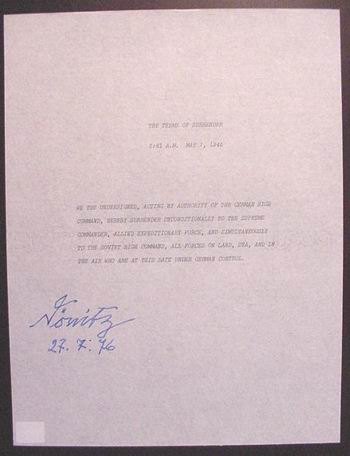 THE TERMS OF SURRENDER
2:41 A.M. MAY 7, 1945
WE THE UNDERSIGNED, ACTING BY AUTHORITY OF THE GERMAN HIGH
COMMAND, HEREBY SURRENDER UNCONDITIONALLY TO THE SUPREME
COMMANDER, ALLIED EXPEDITIONARY FORCE, AND SIMULTANEOUSLY
TO THE SOVIET HIGH COMMAND, ALL FORCES ON LAND, SEA, AND IN
THE AIR WHO ARE AT THIS DATE UNDER GERMAN CONTROL.
Dönitz
27. 7. 76